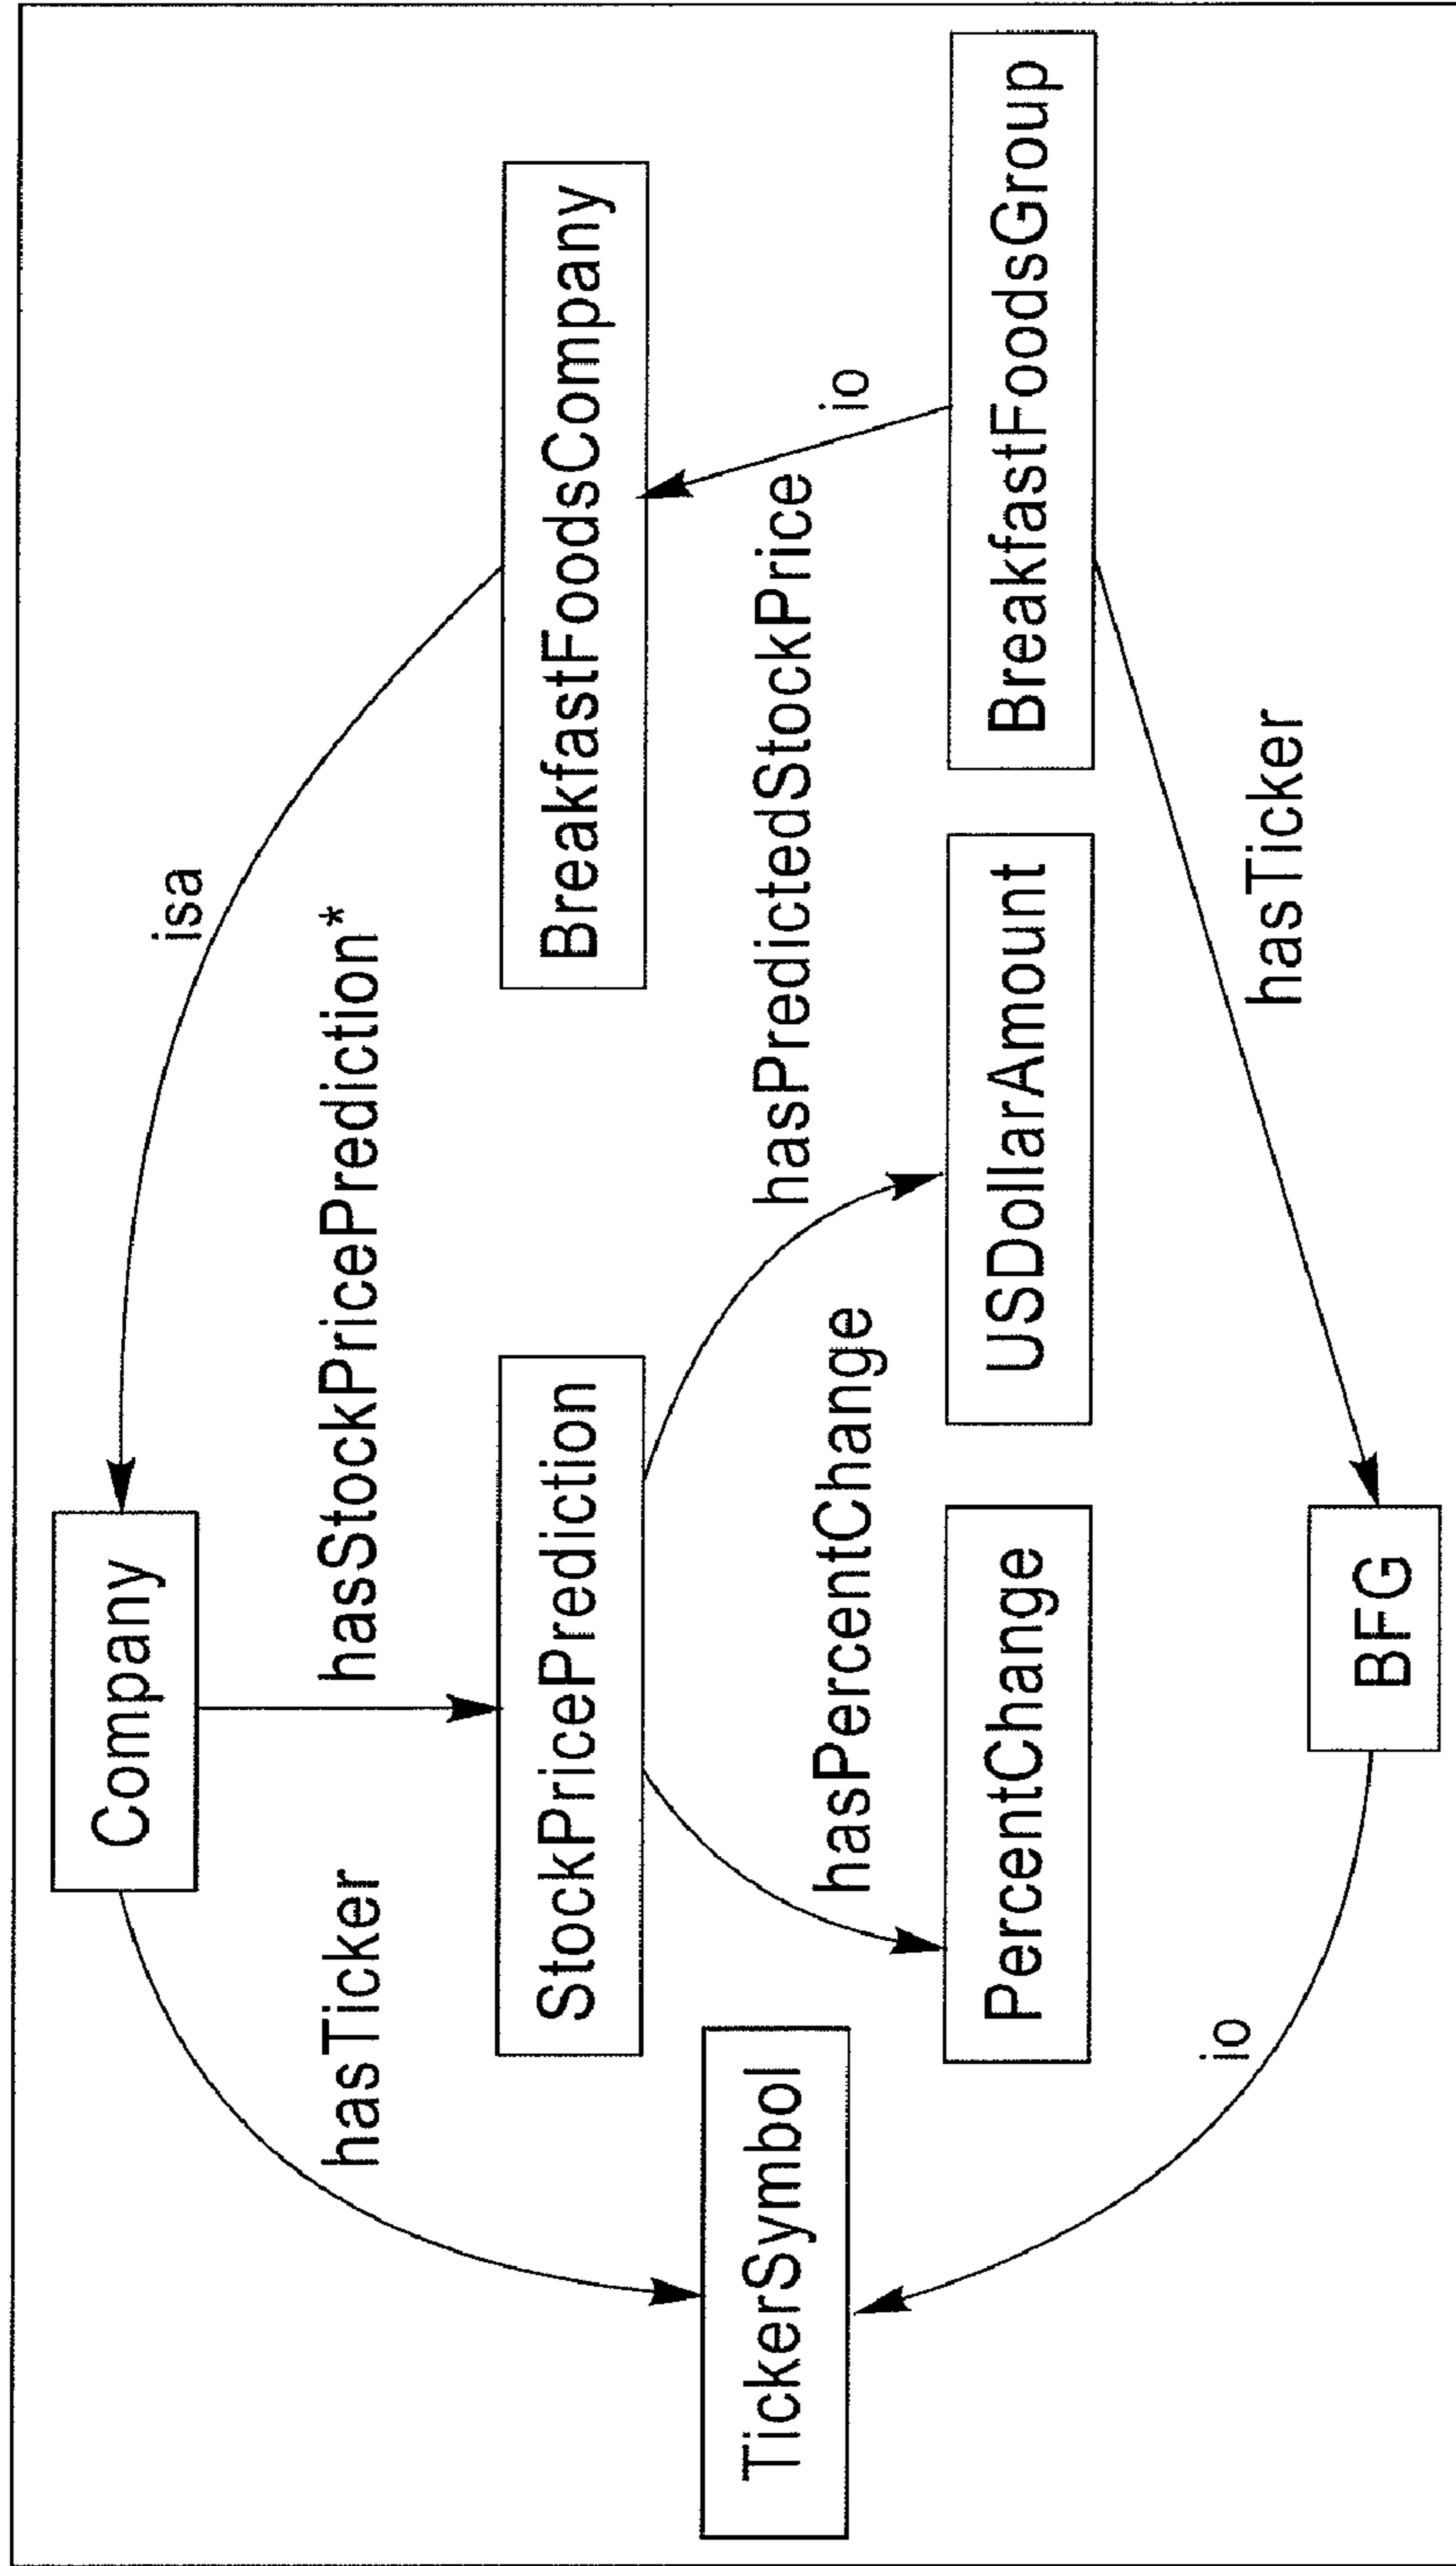 Company
isa
hasTicker
hasStockPricePrediction*
StockPricePrediction
BreakfastFoodsCompany
TickerSymbol
hasPredictedStockPrice
hasPercentChange
io
PercentChange
USDollarAmount
BreakfastFoodsGroup
io
hasTicker
BFG